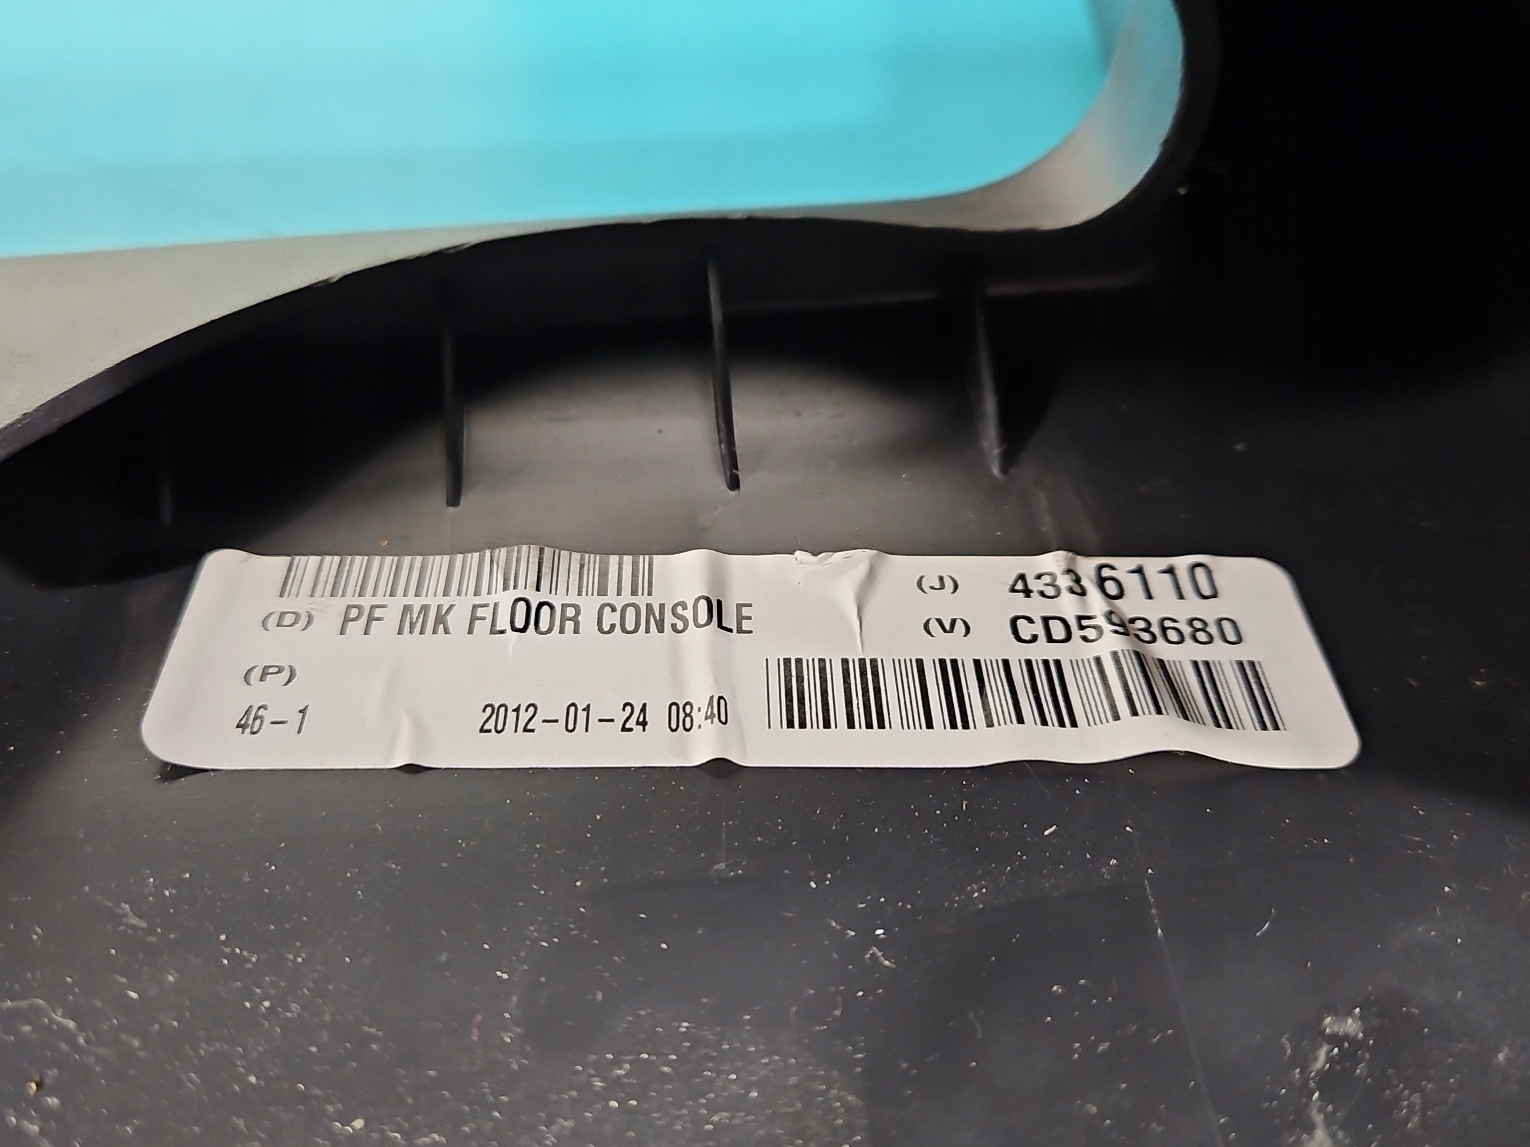 (D) PF MK FLOOR CONSOLE
(J) 4336110
(V) CD593680
(P)
46-1
2012-01-24 08:40